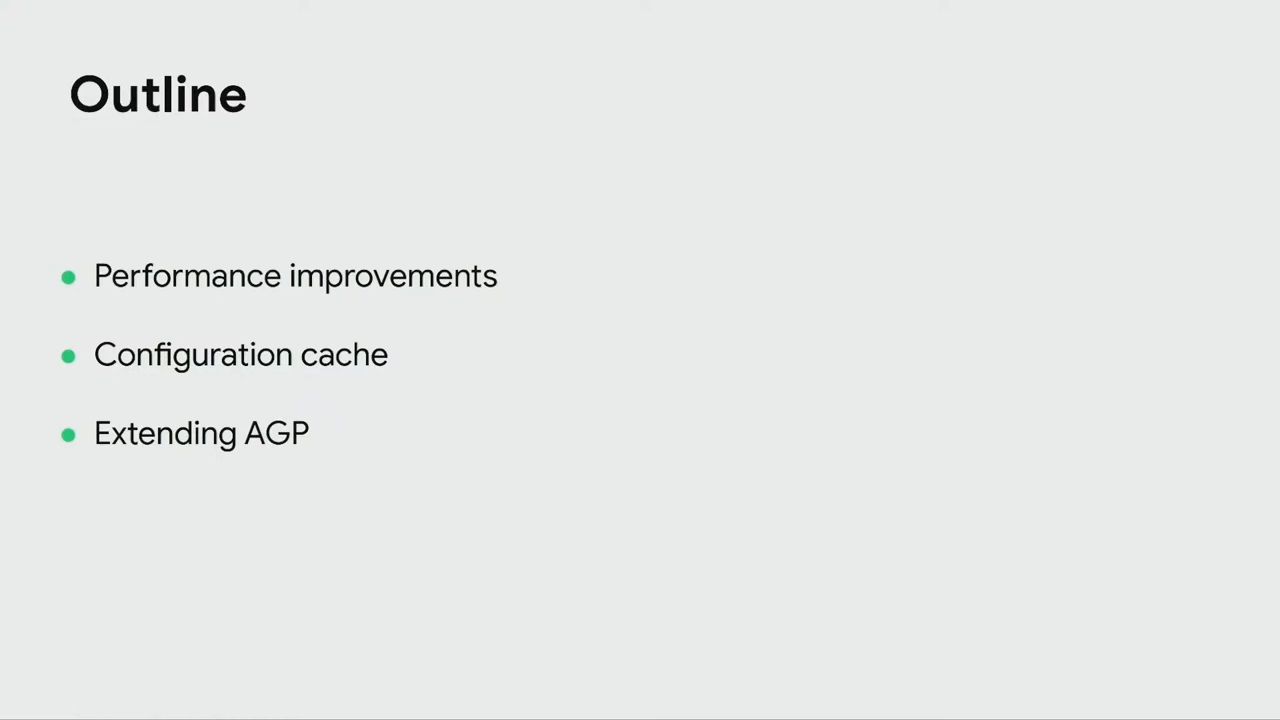 Outline
Performance improvements
Configuration cache
Extending AGP